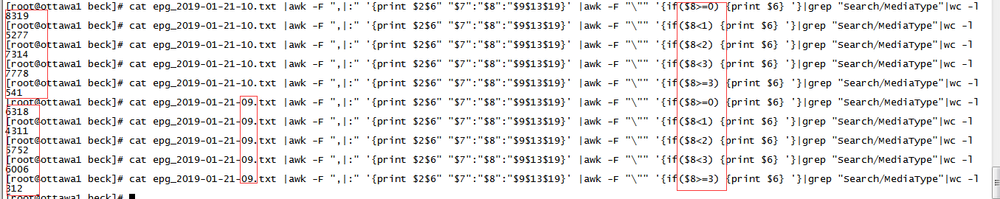 [root@ottawa1 beck]# cat epg_2019-01-21-10.txt |awk -F ",|:" '{print $2$6" "$7":"$8":"$9$13$19}' |awk -F "\"" '{if($8>=0) {print $6} '}|grep "Search/MediaType"|wc -l
8319
[root@ottawa1 beck]# cat epg_2019-01-21-10.txt |awk -F ",|:" '{print $2$6" "$7":"$8":"$9$13$19}' |awk -F "\"" '{if($8<1) {print $6} '}|grep "Search/MediaType"|wc -l
5277
[root@ottawa1 beck]# cat epg_2019-01-21-10.txt |awk -F ",|:" '{print $2$6" "$7":"$8":"$9$13$19}' |awk -F "\"" '{if($8<2) {print $6} '}|grep "Search/MediaType"|wc -l
7314
[root@ottawa1 beck]# cat epg_2019-01-21-10.txt |awk -F ",|:" '{print $2$6" "$7":"$8":"$9$13$19}' |awk -F "\"" '{if($8<3) {print $6} '}|grep "Search/MediaType"|wc -l
7778
[root@ottawa1 beck]# cat epg_2019-01-21-10.txt |awk -F ",|:" '{print $2$6" "$7":"$8":"$9$13$19}' |awk -F "\"" '{if($8>=3) {print $6} '}|grep "Search/MediaType"|wc -l
541
[root@ottawa1 beck]# cat epg_2019-01-21-09.txt |awk -F ",|:" '{print $2$6" "$7":"$8":"$9$13$19}' |awk -F "\"" '{if($8>=0) {print $6} '}|grep "Search/MediaType"|wc -l
6318
[root@ottawa1 beck]# cat epg_2019-01-21-09.txt |awk -F ",|:" '{print $2$6" "$7":"$8":"$9$13$19}' |awk -F "\"" '{if($8<1) {print $6} '}|grep "Search/MediaType"|wc -l
4311
[root@ottawa1 beck]# cat epg_2019-01-21-09.txt |awk -F ",|:" '{print $2$6" "$7":"$8":"$9$13$19}' |awk -F "\"" '{if($8<2) {print $6} '}|grep "Search/MediaType"|wc -l
5752
[root@ottawa1 beck]# cat epg_2019-01-21-09.txt |awk -F ",|:" '{print $2$6" "$7":"$8":"$9$13$19}' |awk -F "\"" '{if($8<3) {print $6} '}|grep "Search/MediaType"|wc -l
6006
[root@ottawa1 beck]# cat epg_2019-01-21-09.txt |awk -F ",|:" '{print $2$6" "$7":"$8":"$9$13$19}' |awk -F "\"" '{if($8>=3) {print $6} '}|grep "Search/MediaType"|wc -l
312
[root@ottawa1 beck]#